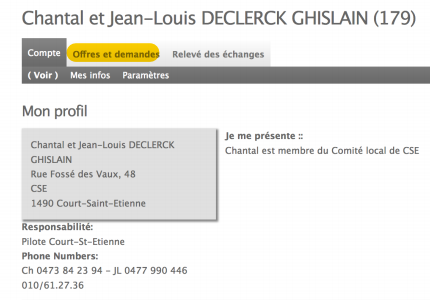 Chantal et Jean-Louis DECLERCK GHISLAIN (179)
Compte Offres et demandes Relevé des échanges
( Voir ) Mes infos Paramètres
Mon profil
Chantal et Jean-Louis DECLERCK
GHISLAIN
Rue Fossé des Vaux, 48
CSE
1490 Court-Saint-Etienne
Je me présente ::
Chantal est membre du Comité local de CSE
Responsabilité:
Pilote Court-St-Etienne
Phone Numbers:
Ch 0473 84 23 94 - JL 0477 990 446
010/61.27.36